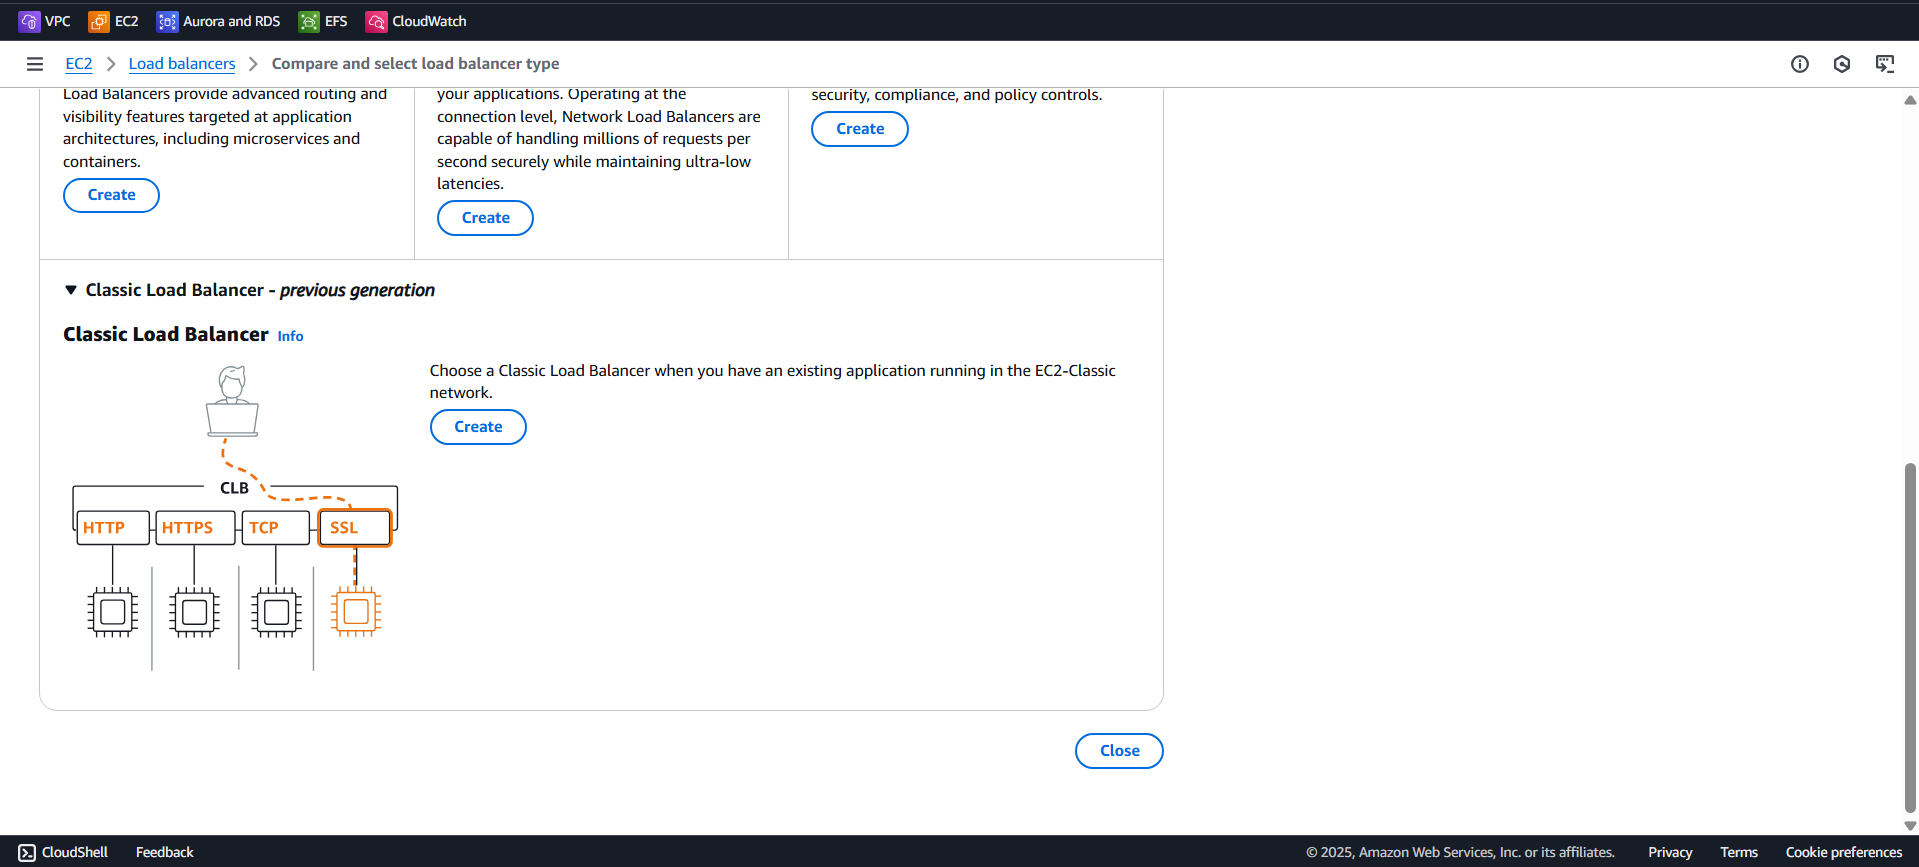 VPC EC2 Aurora and RDS EFS CloudWatch
EC2 > Load balancers > Compare and select load balancer type
Load Balancers provide advanced routing and
visibility features targeted at application
architectures, including microservices and
containers.
Create
your applications. Operating at the
connection level, Network Load Balancers are
capable of handling millions of requests per
second securely while maintaining ultra-low
latencies.
Create
security, compliance, and policy controls.
Create
Classic Load Balancer - previous generation
Classic Load Balancer Info
Choose a Classic Load Balancer when you have an existing application running in the EC2-Classic
network.
Create
CLB
HTTP HTTPS TCP SSL
Close
CloudShell Feedback © 2025, Amazon Web Services, Inc. or its affiliates. Privacy Terms Cookie preferences